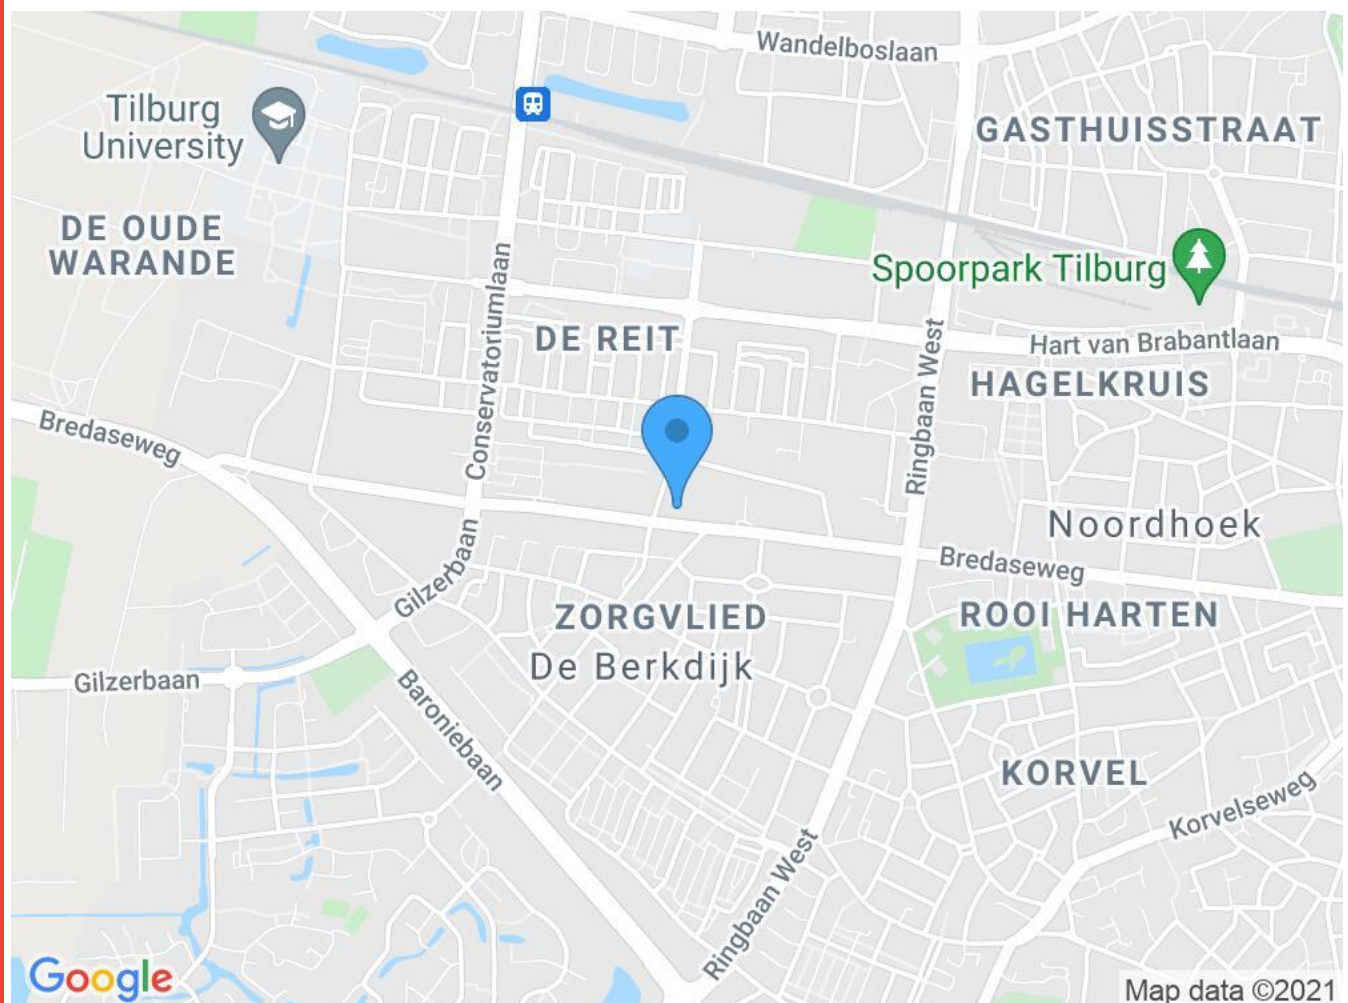 Wandelboslaan
Tilburg
University
GASTHUISSTRAAT
DE OUDE
WARANDE
Spoorpark Tilburg
Conservatoriumlaan
DE REIT
Ringbaan West
Hart van Brabantlaan
HAGELKRUIS
Bredaseweg
Noordhoek
Gilzerbaan
Bredaseweg
ZORGVLIED
ROOI HARTEN
De Berkdijk
Gilzerbaan
Baroniebaan
KORVEL
Korvelseweg
Ringbaan West
Google
Map data ©2021